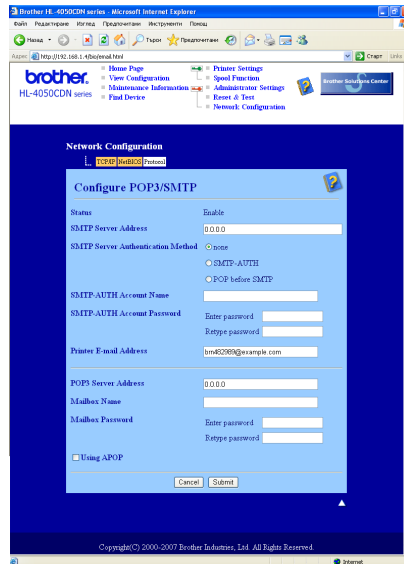 Brother HL-4050CDN series - Microsoft Internet Explorer
Файл Редактиране Изглед Предпочитани Инструменти Помощ
Назад Търси Предпочитани
Адрес http://192.168.1.4/bio/email.html Старт Links
brother.
HL-4050CDN series
Home Page
View Configuration
Maintenance Information
Find Device
Printer Settings
Spool Function
Administrator Settings
Reset & Test
Network Configuration
Brother Solutions Center
Network Configuration
TCP/IP NetBIOS Protocol
Configure POP3/SMTP
Status Enable
SMTP Server Address 0.0.0.0
SMTP Server Authentication Method none
SMTP-AUTH
POP before SMTP
SMTP-AUTH Account Name
SMTP-AUTH Account Password Enter password
Retype password
Printer E-mail Address brn462989@example.com
POP3 Server Address 0.0.0.0
Mailbox Name
Mailbox Password Enter password
Retype password
Using APOP
Cancel Submit
Copyright(C) 2000-2007 Brother Industries, Ltd. All Rights Reserved.
Internet